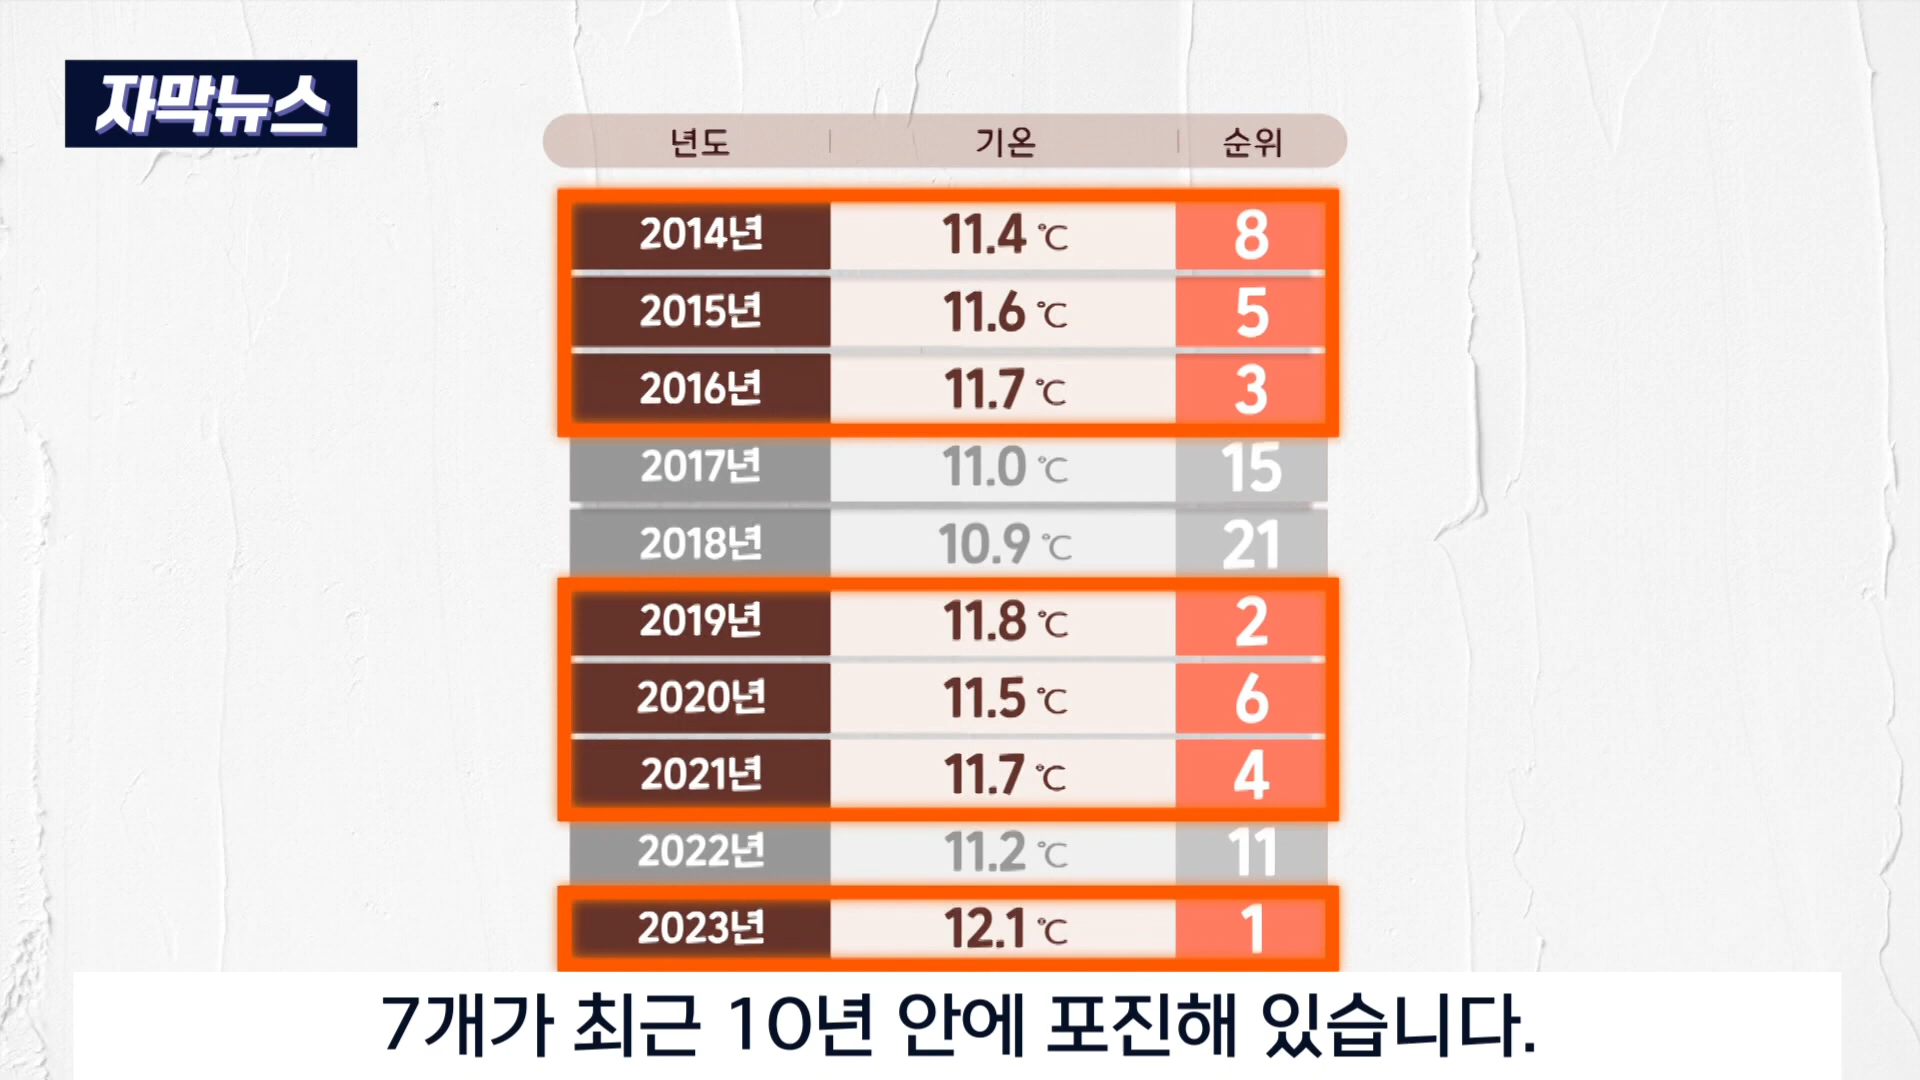 자막뉴스
년도 기온 순위
2014년 11.4 ℃ 8
2015년 11.6 ℃ 5
2016년 11.7 ℃ 3
2017년 11.0 ℃ 15
2018년 10.9 ℃ 21
2019년 11.8 ℃ 2
2020년 11.5 ℃ 6
2021년 11.7 ℃ 4
2022년 11.2 ℃ 11
2023년 12.1 ℃ 1
7개가 최근 10년 안에 포진해 있습니다.